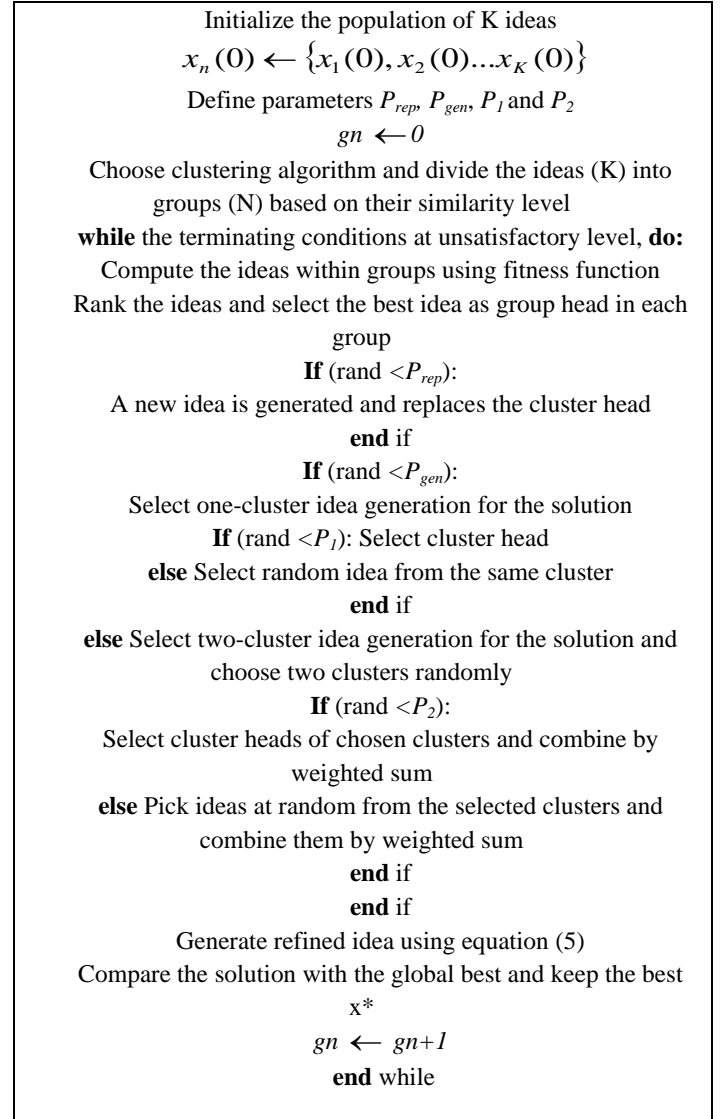 Initialize the population of K ideas
x_n(0) ← {x_1(0), x_2(0)...x_K(0)}
Define parameters P_rep, P_gen, P_1 and P_2
gn ← 0
Choose clustering algorithm and divide the ideas (K) into
groups (N) based on their similarity level
while the terminating conditions at unsatisfactory level, do:
Compute the ideas within groups using fitness function
Rank the ideas and select the best idea as group head in each
group
If (rand <P_rep):
A new idea is generated and replaces the cluster head
end if
If (rand <P_gen):
Select one-cluster idea generation for the solution
If (rand <P_1): Select cluster head
else Select random idea from the same cluster
end if
else Select two-cluster idea generation for the solution and
choose two clusters randomly
If (rand <P_2):
Select cluster heads of chosen clusters and combine by
weighted sum
else Pick ideas at random from the selected clusters and
combine them by weighted sum
end if
end if
Generate refined idea using equation (5)
Compare the solution with the global best and keep the best
x*
gn ← gn+1
end while